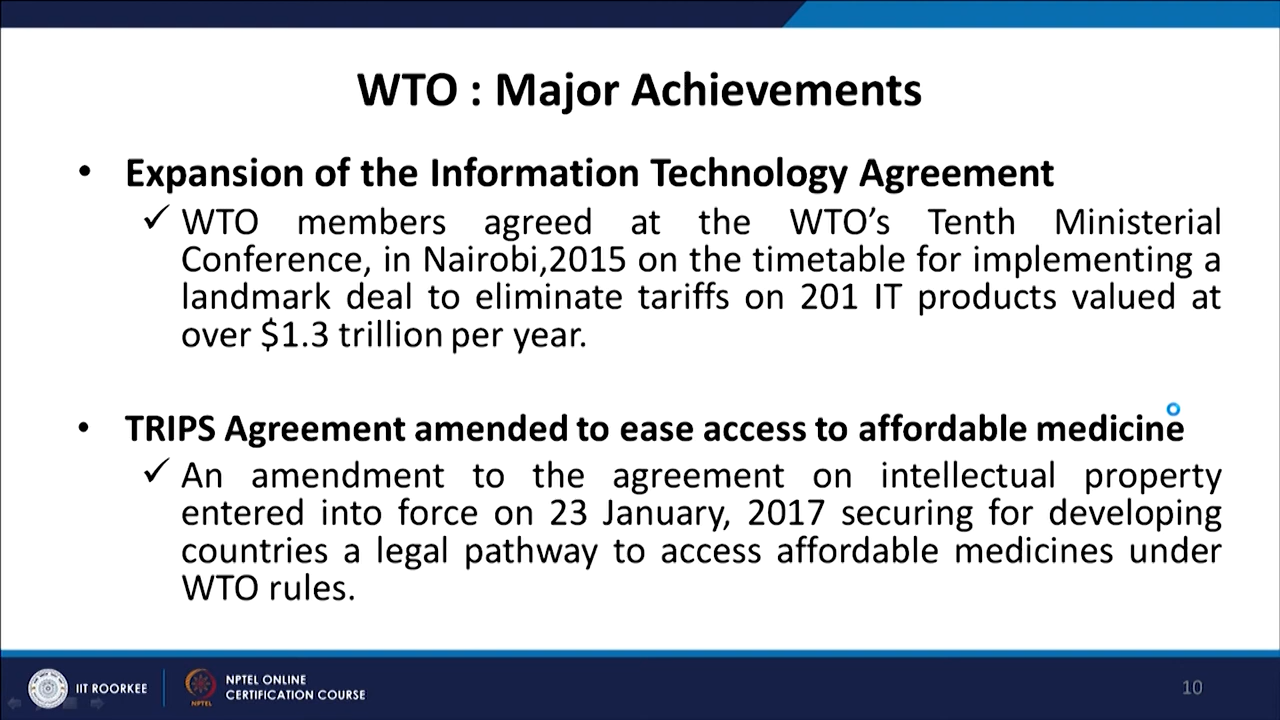 WTO : Major Achievements
• Expansion of the Information Technology Agreement
✓ WTO members agreed at the WTO’s Tenth Ministerial
Conference, in Nairobi,2015 on the timetable for implementing a
landmark deal to eliminate tariffs on 201 IT products valued at
over $1.3 trillion per year.
• TRIPS Agreement amended to ease access to affordable medicine
✓ An amendment to the agreement on intellectual property
entered into force on 23 January, 2017 securing for developing
countries a legal pathway to access affordable medicines under
WTO rules.
IIT ROORKEE
NPTEL
NPTEL ONLINE
CERTIFICATION COURSE
10